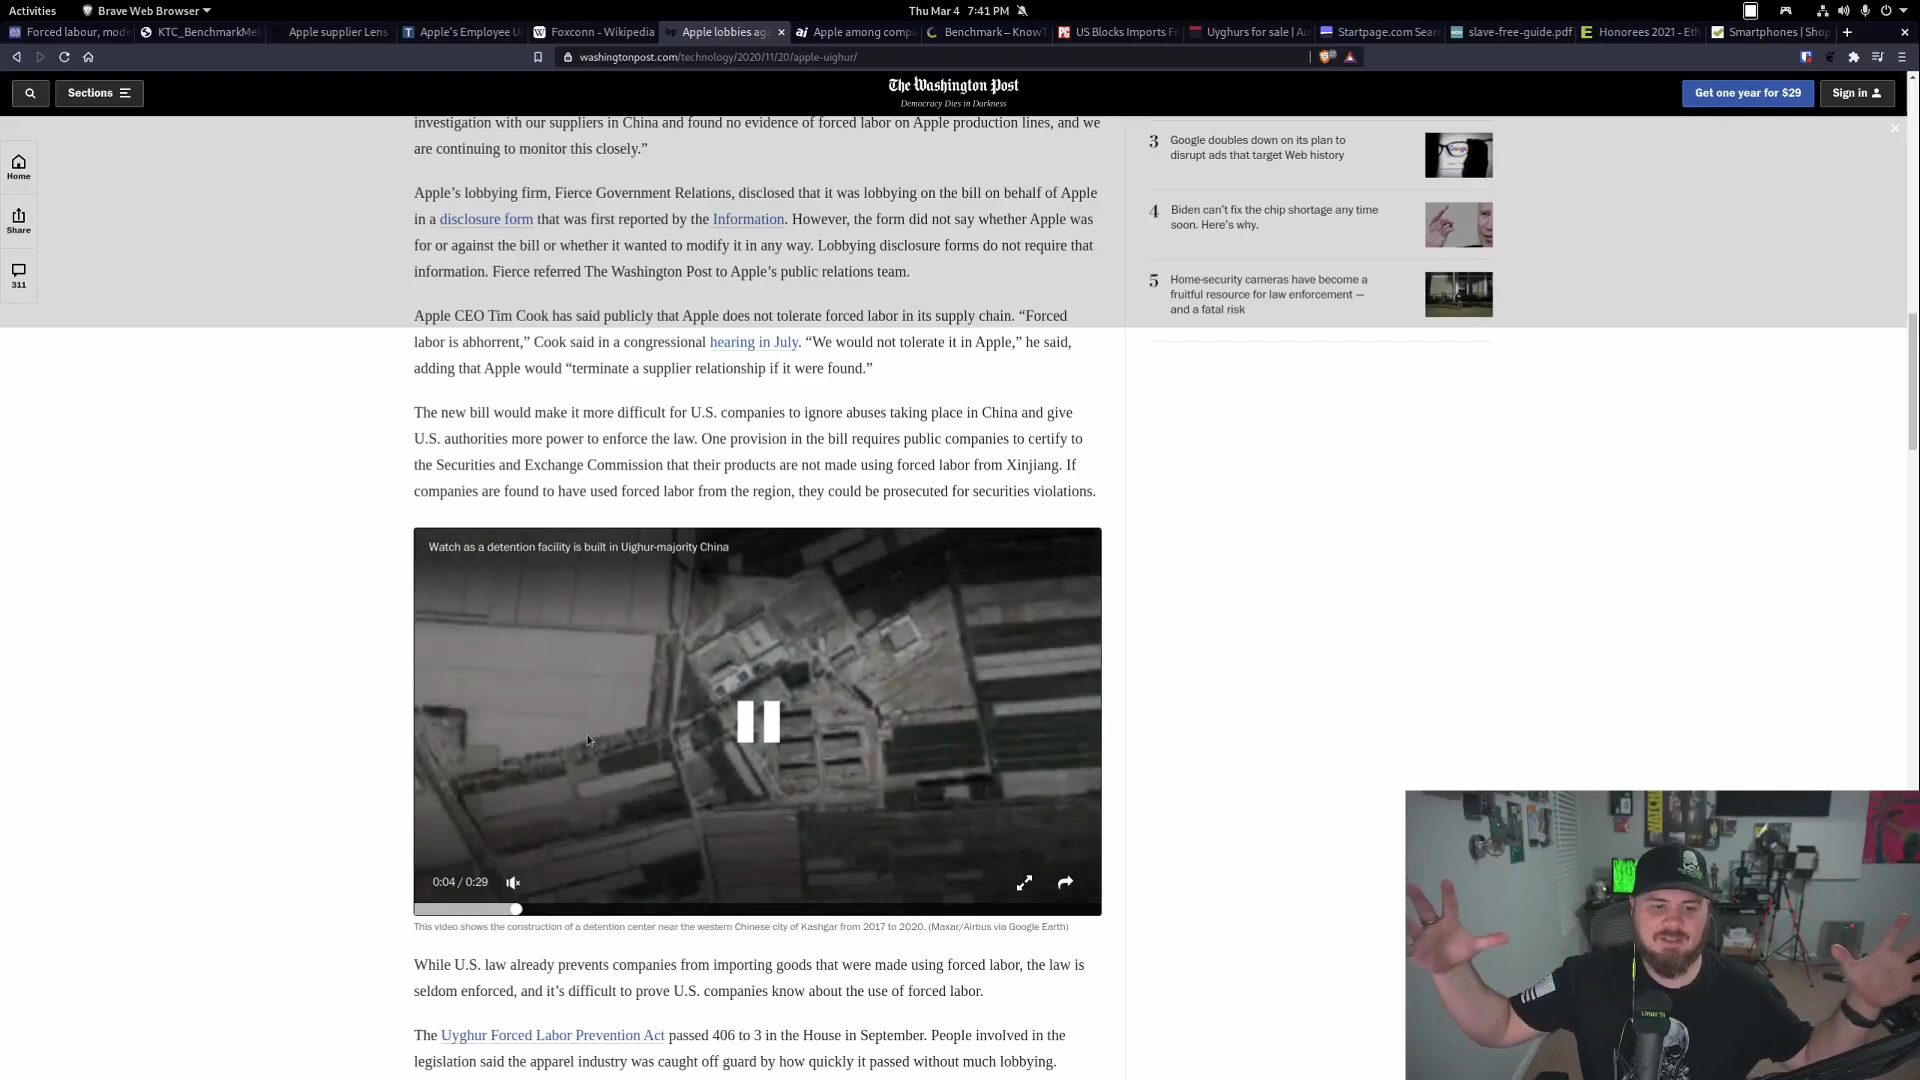 Activities
Brave Web Browser
Thu Mar 4 7:41 PM
Forced labour, mode
KTC_BenchmarkMet
Apple supplier Lens
Apple's Employee U
Foxconn - Wikipedia
Apple lobbies aga
Apple among compa
Benchmark – KnowT
US Blocks Imports F
Uyghurs for sale | Au
Startpage.com Sear
slave-free-guide.pdf
Honorees 2021 - Eth
Smartphones | Shop
washingtonpost.com/technology/2020/11/20/apple-uighur/
Sections
The Washington Post
Democracy Dies in Darkness
Get one year for $29
Sign in
Home
Share
311
investigation with our suppliers in China and found no evidence of forced labor on Apple production lines, and we
are continuing to monitor this closely.”
Apple’s lobbying firm, Fierce Government Relations, disclosed that it was lobbying on the bill on behalf of Apple
in a disclosure form that was first reported by the Information. However, the form did not say whether Apple was
for or against the bill or whether it wanted to modify it in any way. Lobbying disclosure forms do not require that
information. Fierce referred The Washington Post to Apple’s public relations team.
Apple CEO Tim Cook has said publicly that Apple does not tolerate forced labor in its supply chain. “Forced
labor is abhorrent,” Cook said in a congressional hearing in July. “We would not tolerate it in Apple,” he said,
adding that Apple would “terminate a supplier relationship if it were found.”
The new bill would make it more difficult for U.S. companies to ignore abuses taking place in China and give
U.S. authorities more power to enforce the law. One provision in the bill requires public companies to certify to
the Securities and Exchange Commission that their products are not made using forced labor from Xinjiang. If
companies are found to have used forced labor from the region, they could be prosecuted for securities violations.
Watch as a detention facility is built in Uighur-majority China
0:04 / 0:29
This video shows the construction of a detention center near the western Chinese city of Kashgar from 2017 to 2020. (Maxar/Airbus via Google Earth)
While U.S. law already prevents companies from importing goods that were made using forced labor, the law is
seldom enforced, and it’s difficult to prove U.S. companies know about the use of forced labor.
The Uyghur Forced Labor Prevention Act passed 406 to 3 in the House in September. People involved in the
legislation said the apparel industry was caught off guard by how quickly it passed without much lobbying.
3
Google doubles down on its plan to
disrupt ads that target Web history
4
Biden can’t fix the chip shortage any time
soon. Here’s why.
5
Home-security cameras have become a
fruitful resource for law enforcement —
and a fatal risk